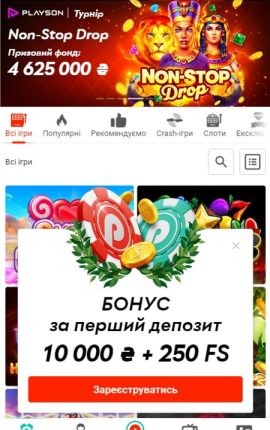 PLAYSON | Турнір
Non-Stop Drop
Призовий фонд:
4 625 000 ₴
NON-STOP
Drop
Всі ігри
Популярні
Рекомендуємо
Crash-ігри
Слоти
Ексклю
Всі ігри
БОНУС
за перший депозит
10 000 ₴ + 250 FS
Зареєструватись